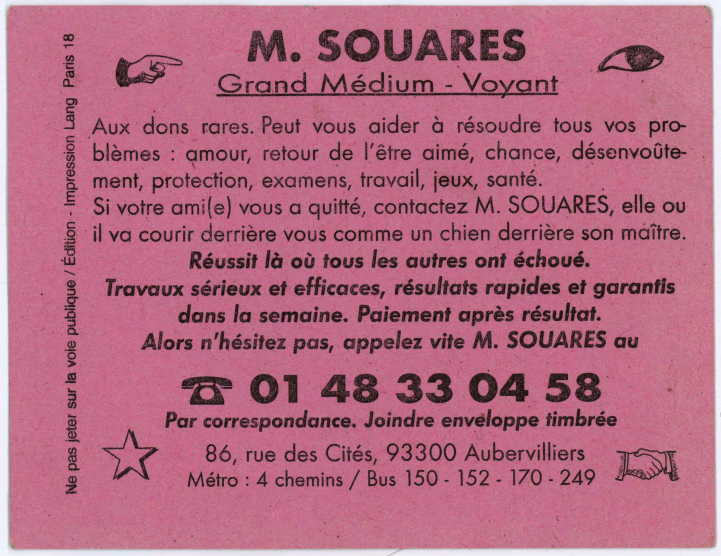 M. SOUARES
Grand Médium - Voyant
Aux dons rares. Peut vous aider à résoudre tous vos pro-
blèmes : amour, retour de l'être aimé, chance, désenvoûte-
ment, protection, examens, travail, jeux, santé.
Si votre ami(e) vous a quitté, contactez M. SOUARES, elle ou
il va courir derrière vous comme un chien derrière son maître.
Réussit là où tous les autres ont échoué.
Travaux sérieux et efficaces, résultats rapides et garantis
dans la semaine. Paiement après résultat.
Alors n'hésitez pas, appelez vite M. SOUARES au
☎ 01 48 33 04 58
Par correspondance. Joindre enveloppe timbrée
86, rue des Cités, 93300 Aubervilliers
Métro : 4 chemins / Bus 150 - 152 - 170 - 249
Ne pas jeter sur la voie publique / Édition - Impression Lang Paris 18